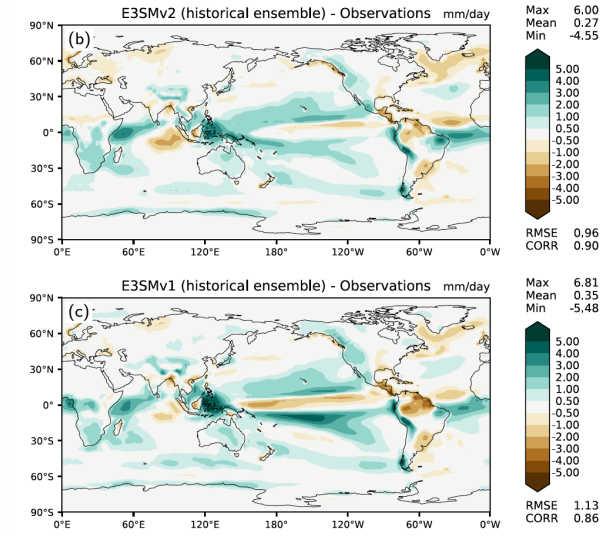 E3SMv2 (historical ensemble) - Observations mm/day
Max 6.00
Mean 0.27
Min -4.55
(b)
90°N
60°N
30°N
0°
30°S
60°S
90°S
0°E 60°E 120°E 180° 120°W 60°W 0°W
5.00
4.00
3.00
2.00
1.00
0.50
-0.50
-1.00
-2.00
-3.00
-4.00
-5.00
RMSE 0.96
CORR 0.90
E3SMv1 (historical ensemble) - Observations mm/day
Max 6.81
Mean 0.35
Min -5.48
(c)
90°N
60°N
30°N
0°
30°S
60°S
90°S
0°E 60°E 120°E 180° 120°W 60°W 0°W
5.00
4.00
3.00
2.00
1.00
0.50
-0.50
-1.00
-2.00
-3.00
-4.00
-5.00
RMSE 1.13
CORR 0.86